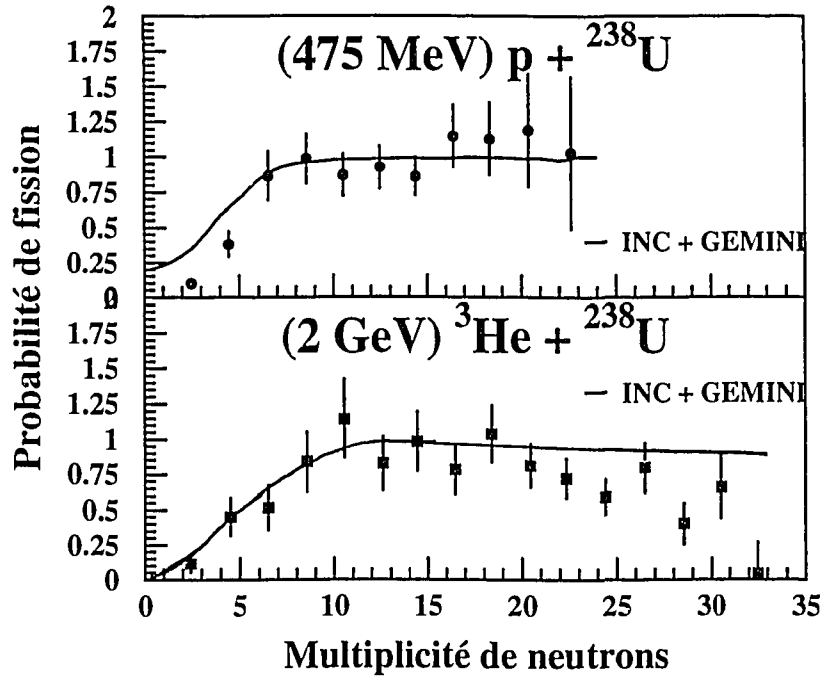 2
1.75
1.5
1.25
1
0.75
0.5
0.25
0
(475 MeV) p + ²³⁸U
INC + GEMINI
Probabilité de fission
2
1.75
1.5
1.25
1
0.75
0.5
0.25
0
(2 GeV) ³He + ²³⁸U
INC + GEMINI
0 5 10 15 20 25 30 35
Multiplicité de neutrons